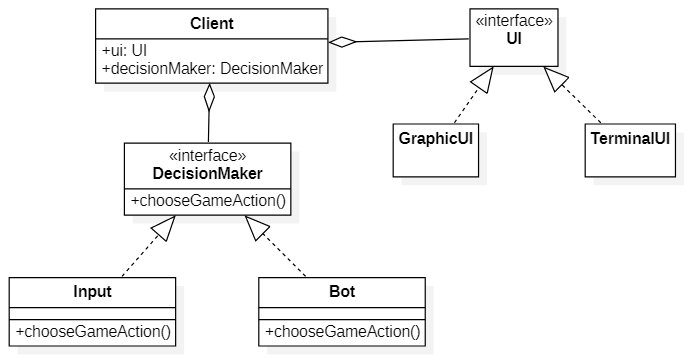 Client
+ui: UI
+decisionMaker: DecisionMaker
«interface»
UI
GraphicUI
TerminalUI
«interface»
DecisionMaker
+chooseGameAction()
Input
+chooseGameAction()
Bot
+chooseGameAction()